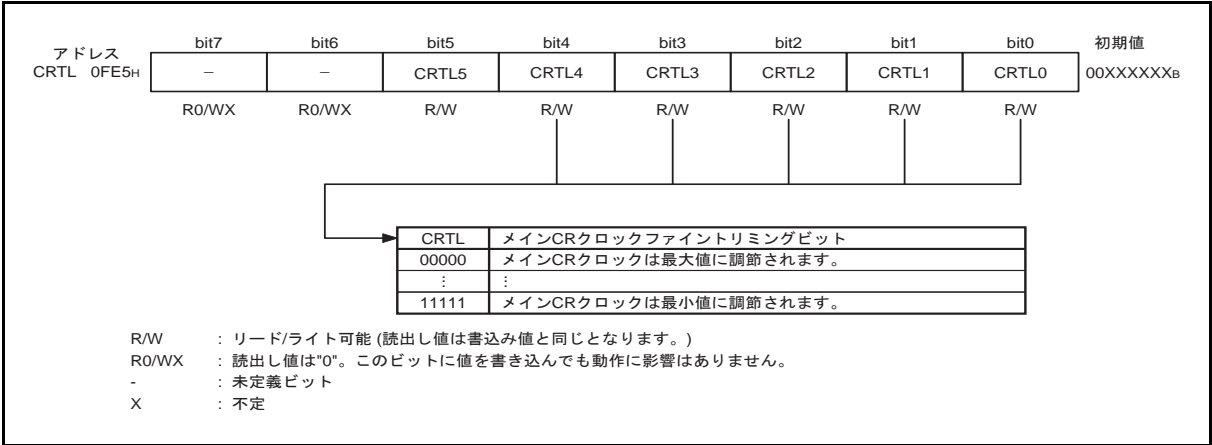 アドレス bit7 bit6 bit5 bit4 bit3 bit2 bit1 bit0 初期値
CRTL 0FE5H – – CRTL5 CRTL4 CRTL3 CRTL2 CRTL1 CRTL0 00XXXXXXB
R0/WX R0/WX R/W R/W R/W R/W R/W R/W
CRTL メインCRクロックファイントリミングビット
00000 メインCRクロックは最大値に調節されます。
⋮ ⋮
11111 メインCRクロックは最小値に調節されます。
R/W : リード/ライト可能 (読出し値は書込み値と同じとなります。)
R0/WX : 読出し値は"0"。このビットに値を書き込んでも動作に影響はありません。
- : 未定義ビット
X : 不定